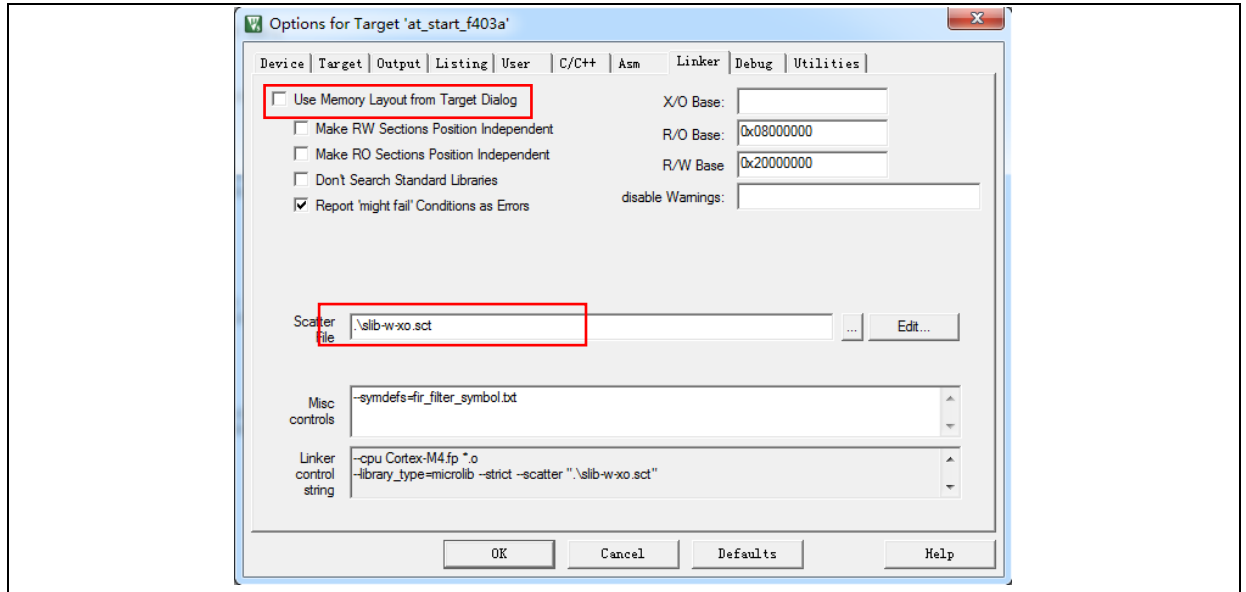 Options for Target 'at_start_f403a'
Device Target Output Listing User C/C++ Asm Linker Debug Utilities
Use Memory Layout from Target Dialog
Make RW Sections Position Independent
Make RO Sections Position Independent
Don't Search Standard Libraries
Report 'might fail' Conditions as Errors
X/O Base:
R/O Base: 0x08000000
R/W Base 0x20000000
disable Warnings:
Scatter
File
.\slib-w-xo.sct
...
Edit...
Misc
controls
--symdefs=fir_filter_symbol.txt
Linker
control
string
--cpu Cortex-M4.fp *.o
--library_type=microlib --strict --scatter ".\slib-w-xo.sct"
OK Cancel Defaults Help